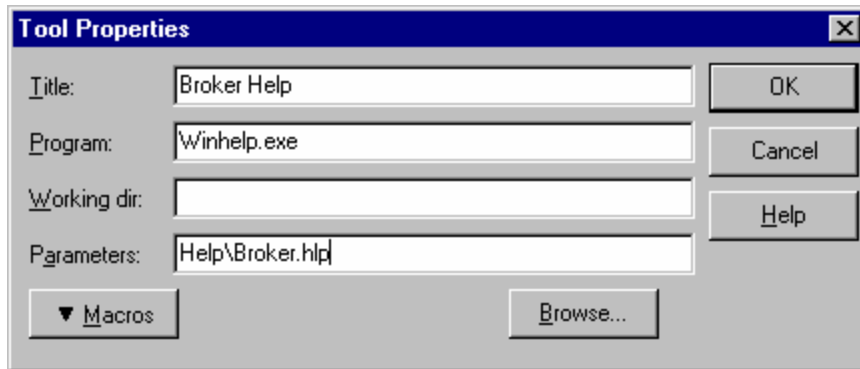 Tool Properties
Title: Broker Help
OK
Program: Winhelp.exe
Cancel
Working dir:
Help
Parameters: Help\Broker.hlp
▼ Macros
Browse...